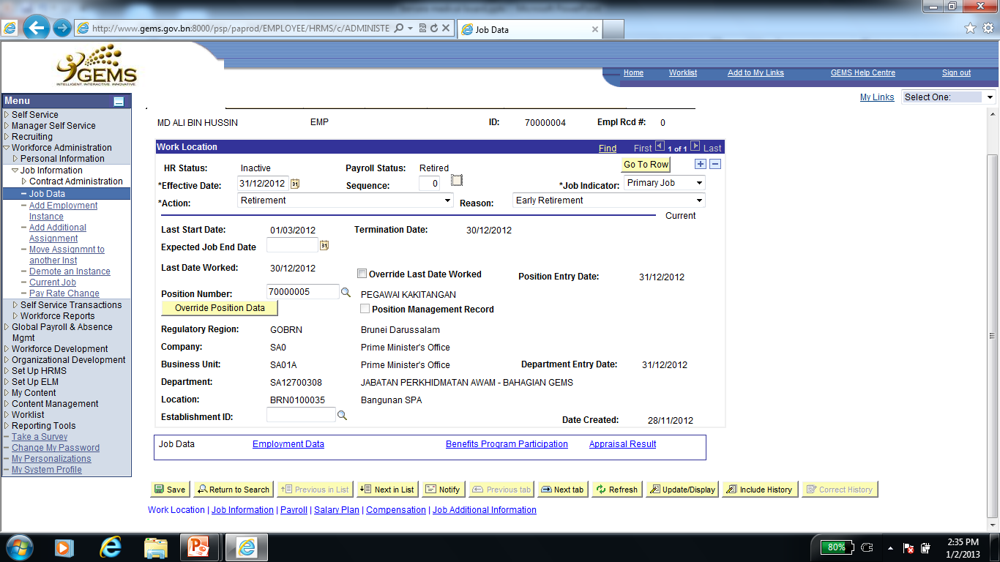 http://www.gems.gov.bn:8000/psp/paprod/EMPLOYEE/HRMS/c/ADMINISTE
Job Data
GEMS
INTELLIGENT. INTERACTIVE. INNOVATIVE.
Home Worklist Add to My Links GEMS Help Centre Sign out
My Links Select One:
Menu
Self Service
Manager Self Service
Recruiting
Workforce Administration
Personal Information
Job Information
Contract Administration
Job Data
Add Employment
Instance
Add Additional
Assignment
Move Assignmnt to
another Inst
Demote an Instance
Current Job
Pay Rate Change
Self Service Transactions
Workforce Reports
Global Payroll & Absence
Mgmt
Workforce Development
Organizational Development
Set Up HRMS
Set Up ELM
My Content
Content Management
Worklist
Reporting Tools
Take a Survey
Change My Password
My Personalizations
My System Profile
MD ALI BIN HUSSIN EMP ID: 70000004 Empl Rcd #: 0
Work Location Find First 1 of 1 Last
Go To Row
HR Status: Inactive Payroll Status: Retired
*Effective Date: 31/12/2012 31 Sequence: 0 *Job Indicator: Primary Job
*Action: Retirement Reason: Early Retirement
Current
Last Start Date: 01/03/2012 Termination Date: 30/12/2012
Expected Job End Date 31
Last Date Worked: 30/12/2012 Override Last Date Worked Position Entry Date: 31/12/2012
Position Number: 70000005 PEGAWAI KAKITANGAN
Override Position Data Position Management Record
Regulatory Region: GOBRN Brunei Darussalam
Company: SA0 Prime Minister's Office
Business Unit: SA01A Prime Minister's Office Department Entry Date: 31/12/2012
Department: SA12700308 JABATAN PERKHIDMATAN AWAM - BAHAGIAN GEMS
Location: BRN0100035 Bangunan SPA
Establishment ID: Date Created: 28/11/2012
Job Data Employment Data Benefits Program Participation Appraisal Result
Save Return to Search Previous in List Next in List Notify Previous tab Next tab Refresh Update/Display Include History Correct History
Work Location | Job Information | Payroll | Salary Plan | Compensation | Job Additional Information
80% 2:35 PM
1/2/2013